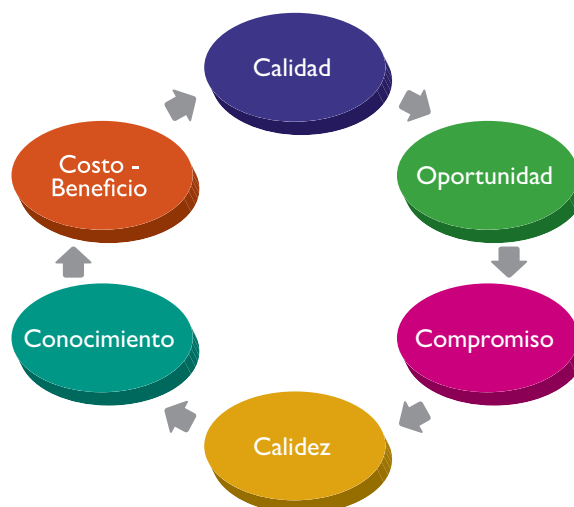 Calidad
Oportunidad
Compromiso
Calidez
Conocimiento
Costo -
Beneficio